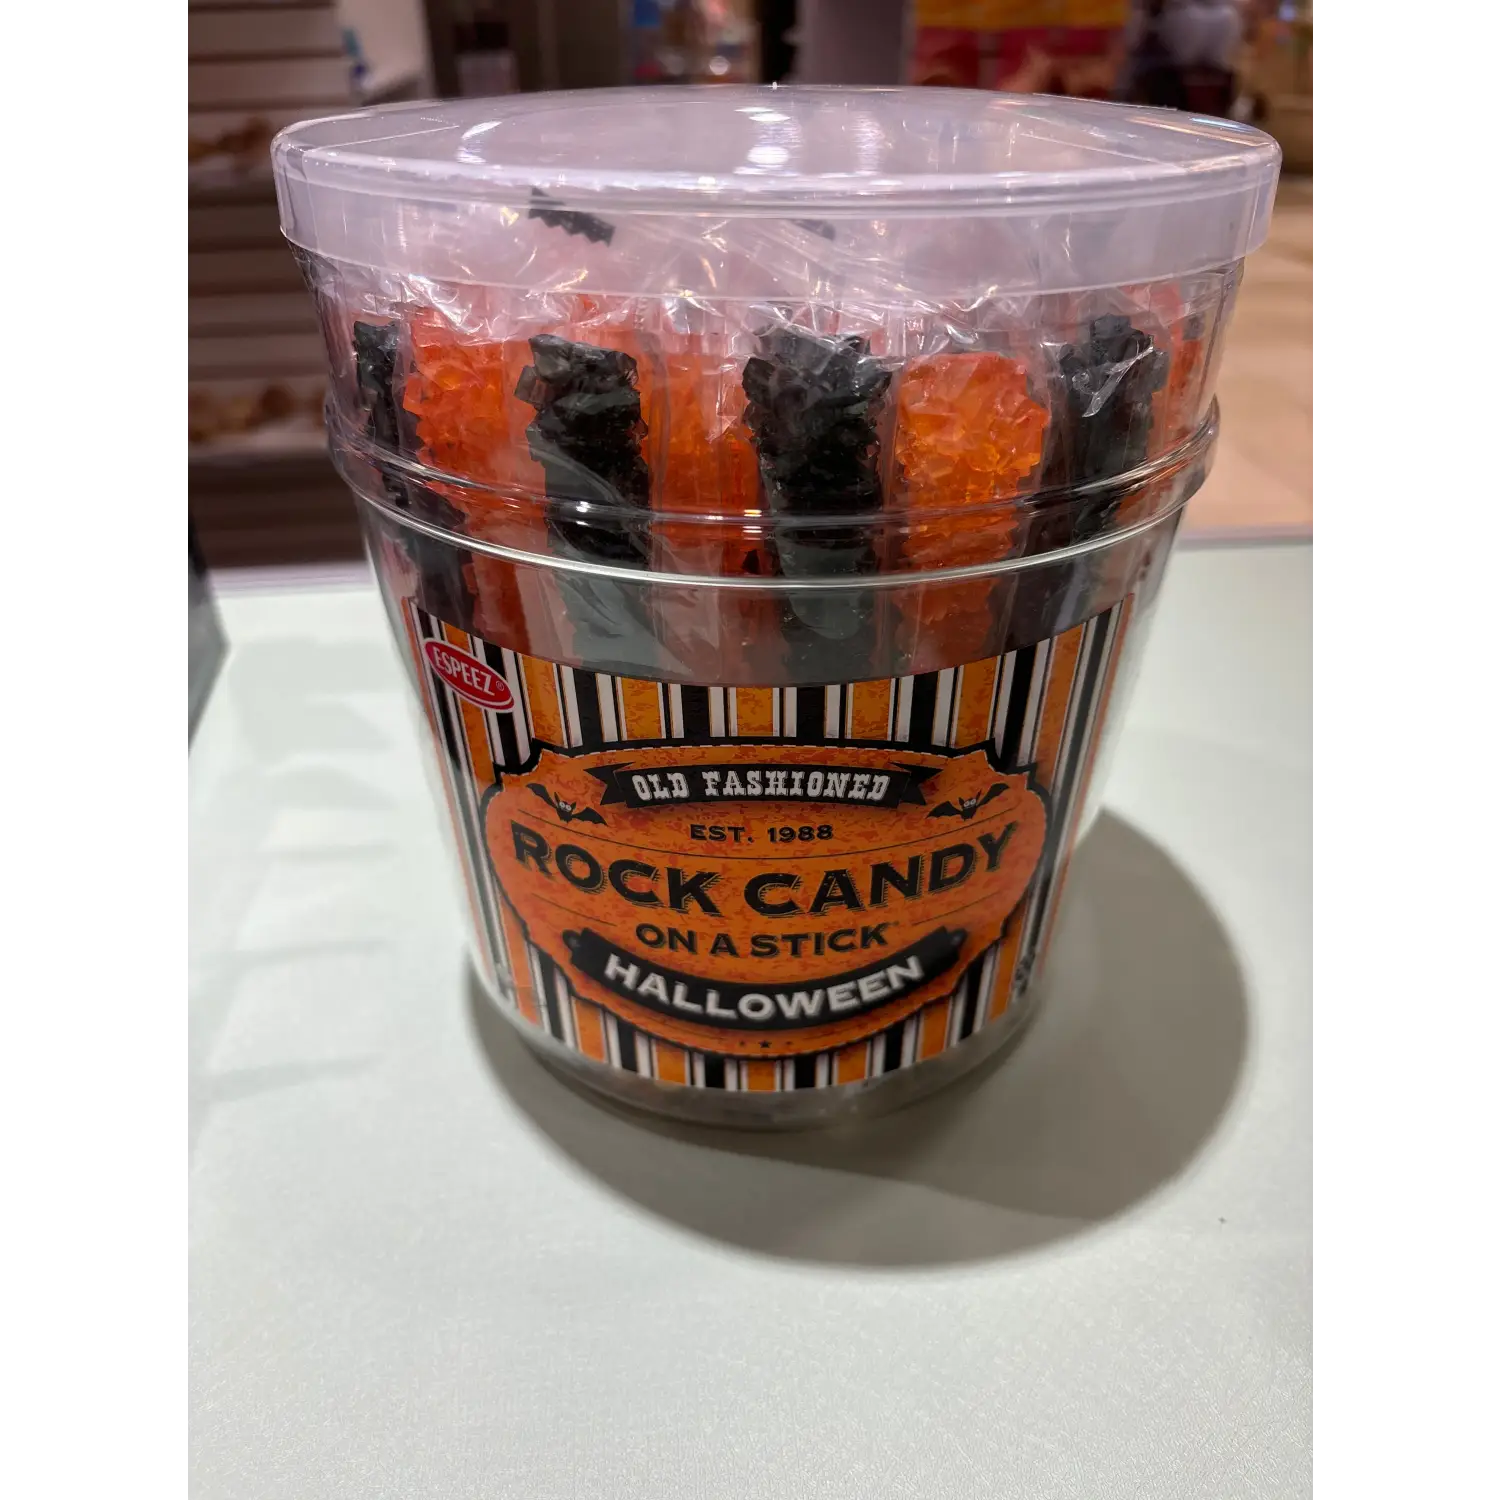 ESPEEZ®
OLD FASHIONED
EST. 1988
ROCK CANDY
ON A STICK
HALLOWEEN